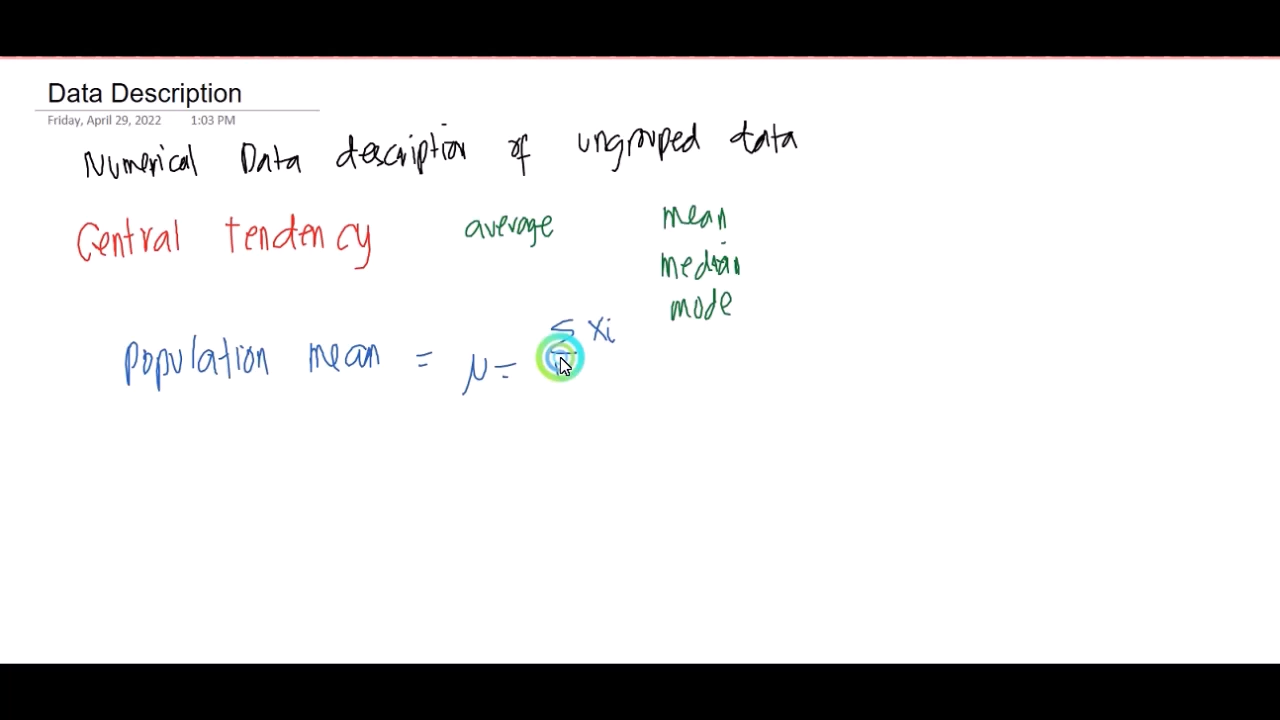 Data Description
Friday, April 29, 2022 1:03 PM
Numerical Data description of ungrouped data
Central tendency average mean
median
mode
Σ Xi
Population mean = μ =